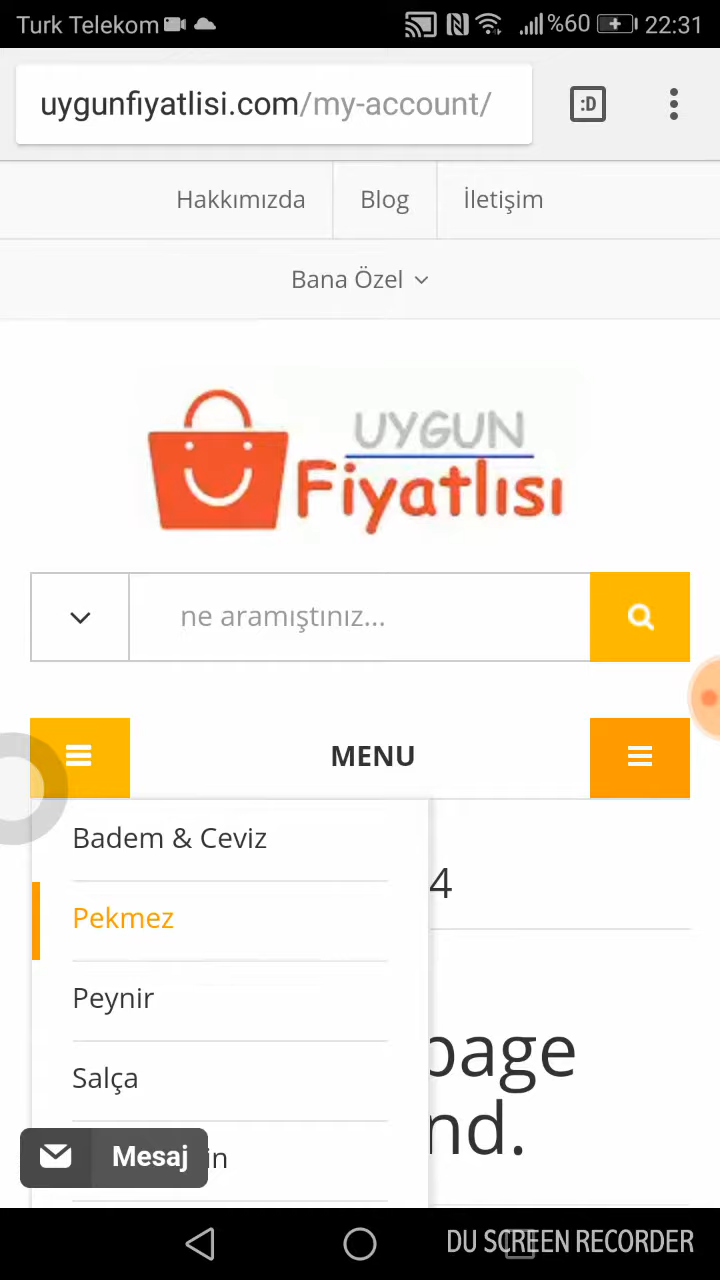 Turk Telekom %60 22:31
uygunfiyatlisi.com/my-account/ :D
Hakkımızda Blog İletişim
Bana Özel
UYGUN
Fiyatlısı
ne aramıştınız...
MENU
Badem & Ceviz
4
Pekmez
Peynir
page
Salça
nd.
Mesaj in
DU SCREEN RECORDER